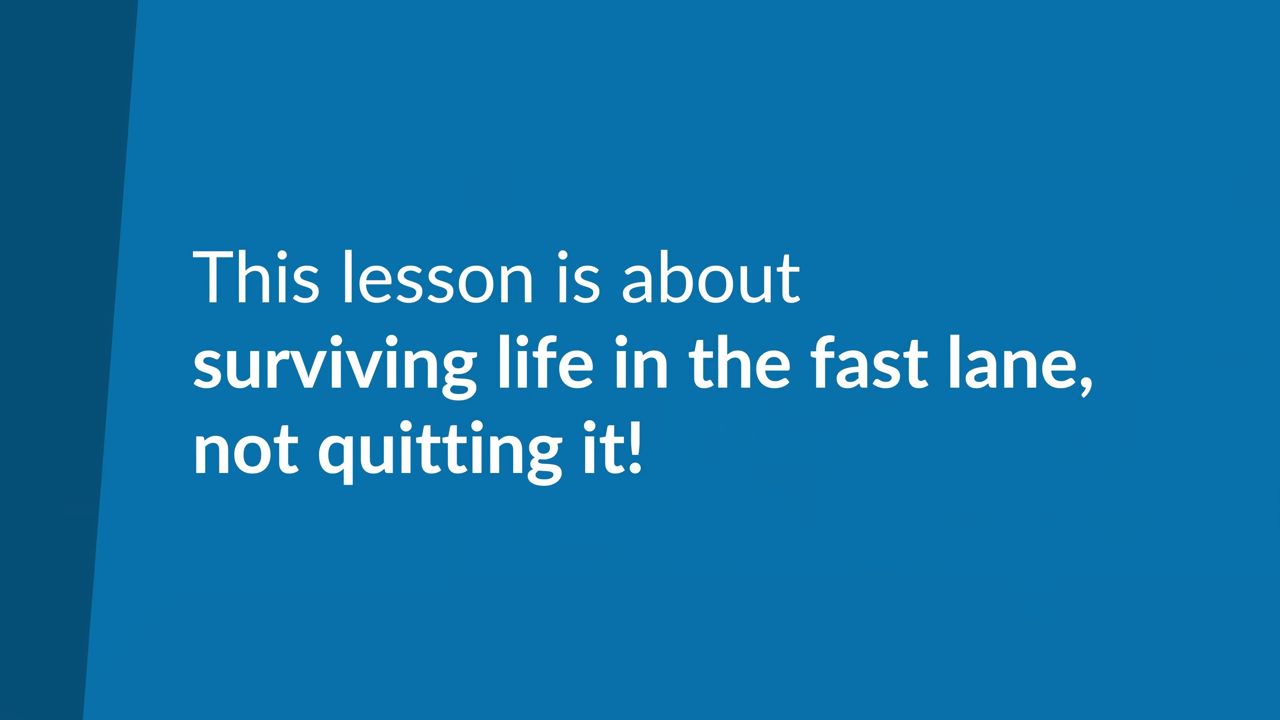 This lesson is about
surviving life in the fast lane,
not quitting it!